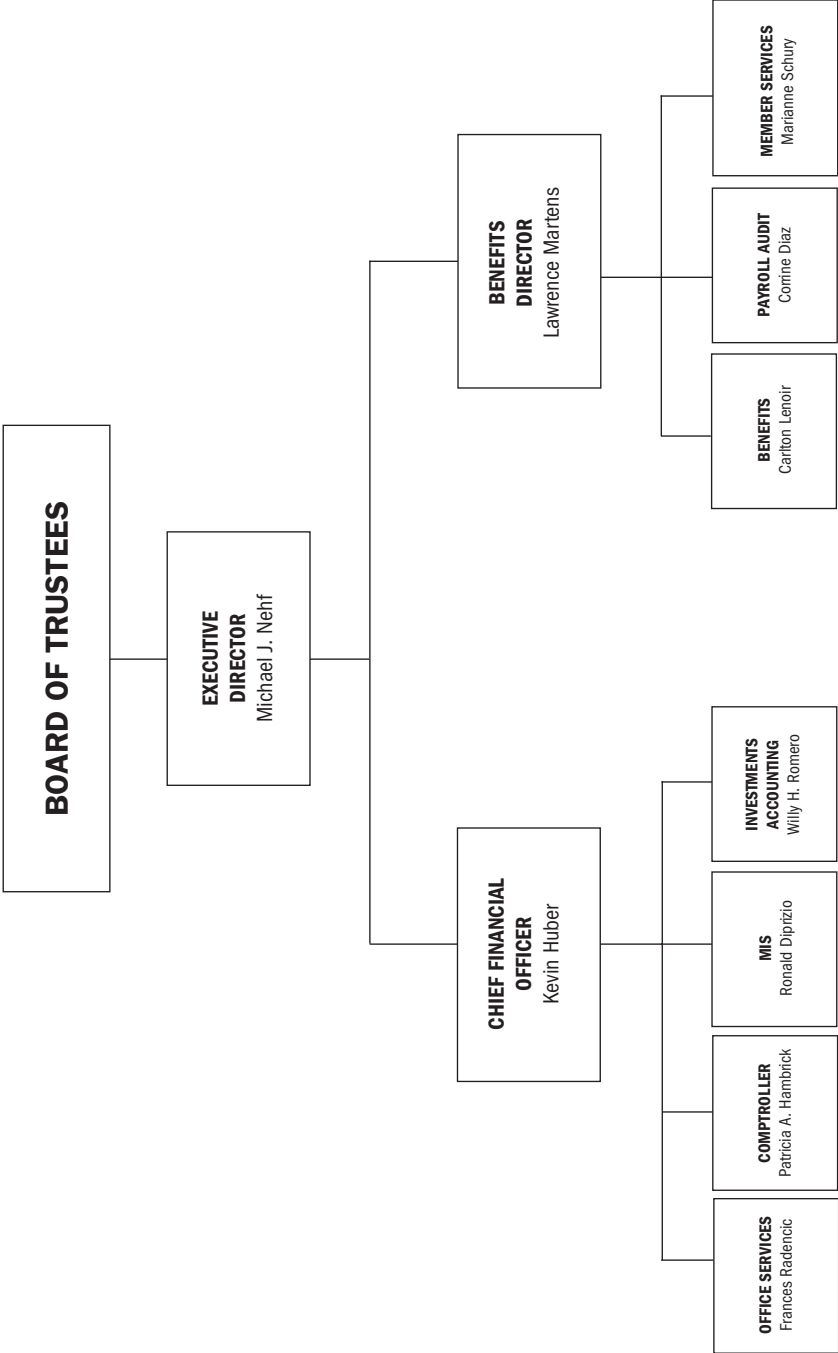 BOARD OF TRUSTEES
EXECUTIVE
DIRECTOR
Michael J. Nehf
CHIEF FINANCIAL
OFFICER
Kevin Huber
BENEFITS
DIRECTOR
Lawrence Martens
OFFICE SERVICES
Frances Radencic
COMPTROLLER
Patricia A. Hambrick
MIS
Ronald Diprizio
INVESTMENTS
ACCOUNTING
Willy H. Romero
BENEFITS
Carlton Lenoir
PAYROLL AUDIT
Corrine Diaz
MEMBER SERVICES
Marianne Schury